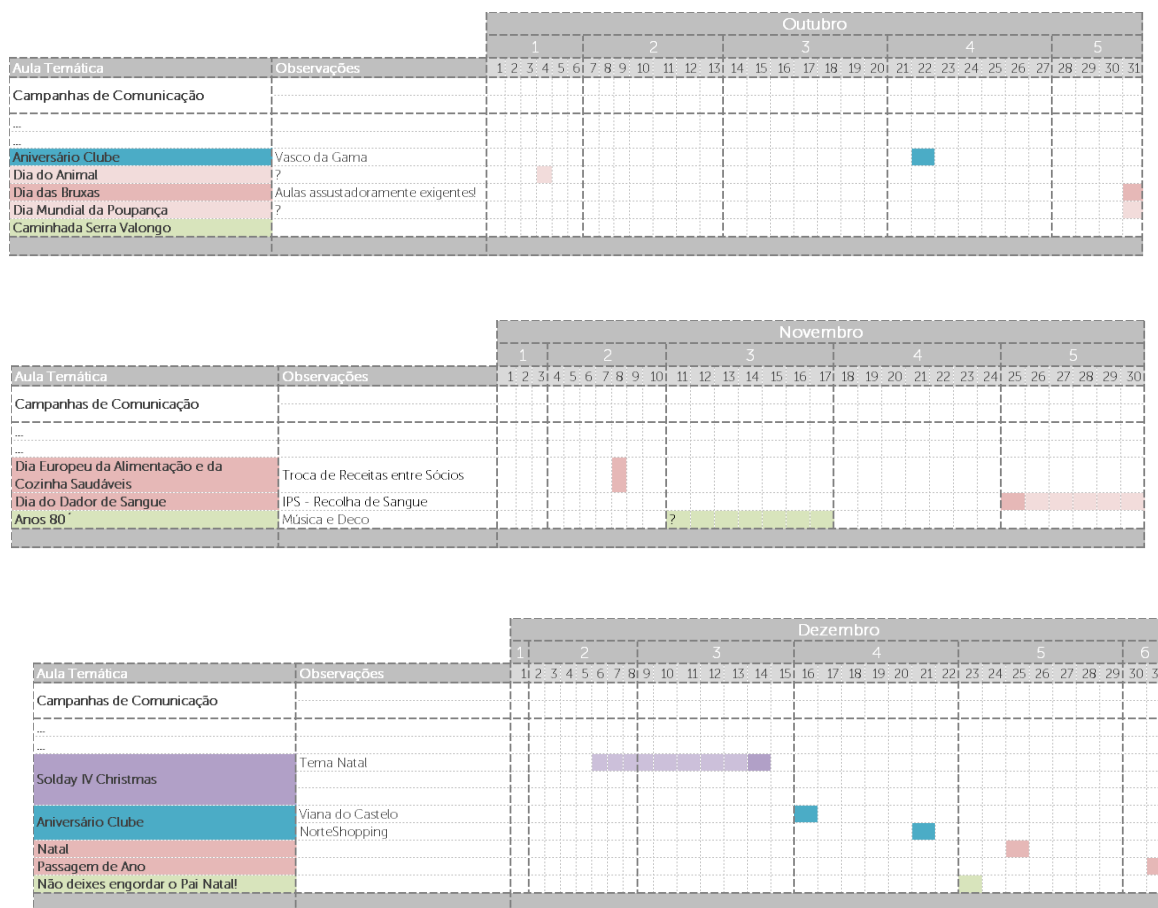 Outubro
1 2 3 4 5
Aula Temática Observações 1 2 3 4 5 6 7 8 9 10 11 12 13 14 15 16 17 18 19 20 21 22 23 24 25 26 27 28 29 30 31
Campanhas de Comunicação
...
...
Aniversário Clube Vasco da Gama
Dia do Animal ?
Dia das Bruxas Aulas assustadoramente exigentes!
Dia Mundial da Poupança ?
Caminhada Serra Valongo
Novembro
1 2 3 4 5
Aula Temática Observações 1 2 3 4 5 6 7 8 9 10 11 12 13 14 15 16 17 18 19 20 21 22 23 24 25 26 27 28 29 30
Campanhas de Comunicação
...
...
Dia Europeu da Alimentação e da
Cozinha Saudáveis Troca de Receitas entre Sócios
Dia do Dador de Sangue IPS - Recolha de Sangue
Anos 80´ Música e Deco ?
Dezembro
1 2 3 4 5 6
Aula Temática Observações 1 2 3 4 5 6 7 8 9 10 11 12 13 14 15 16 17 18 19 20 21 22 23 24 25 26 27 28 29 30 3
Campanhas de Comunicação
...
...
Tema Natal
Solday IV Christmas
Viana do Castelo
Aniversário Clube
NorteShopping
Natal
Passagem de Ano
Não deixes engordar o Pai Natal!